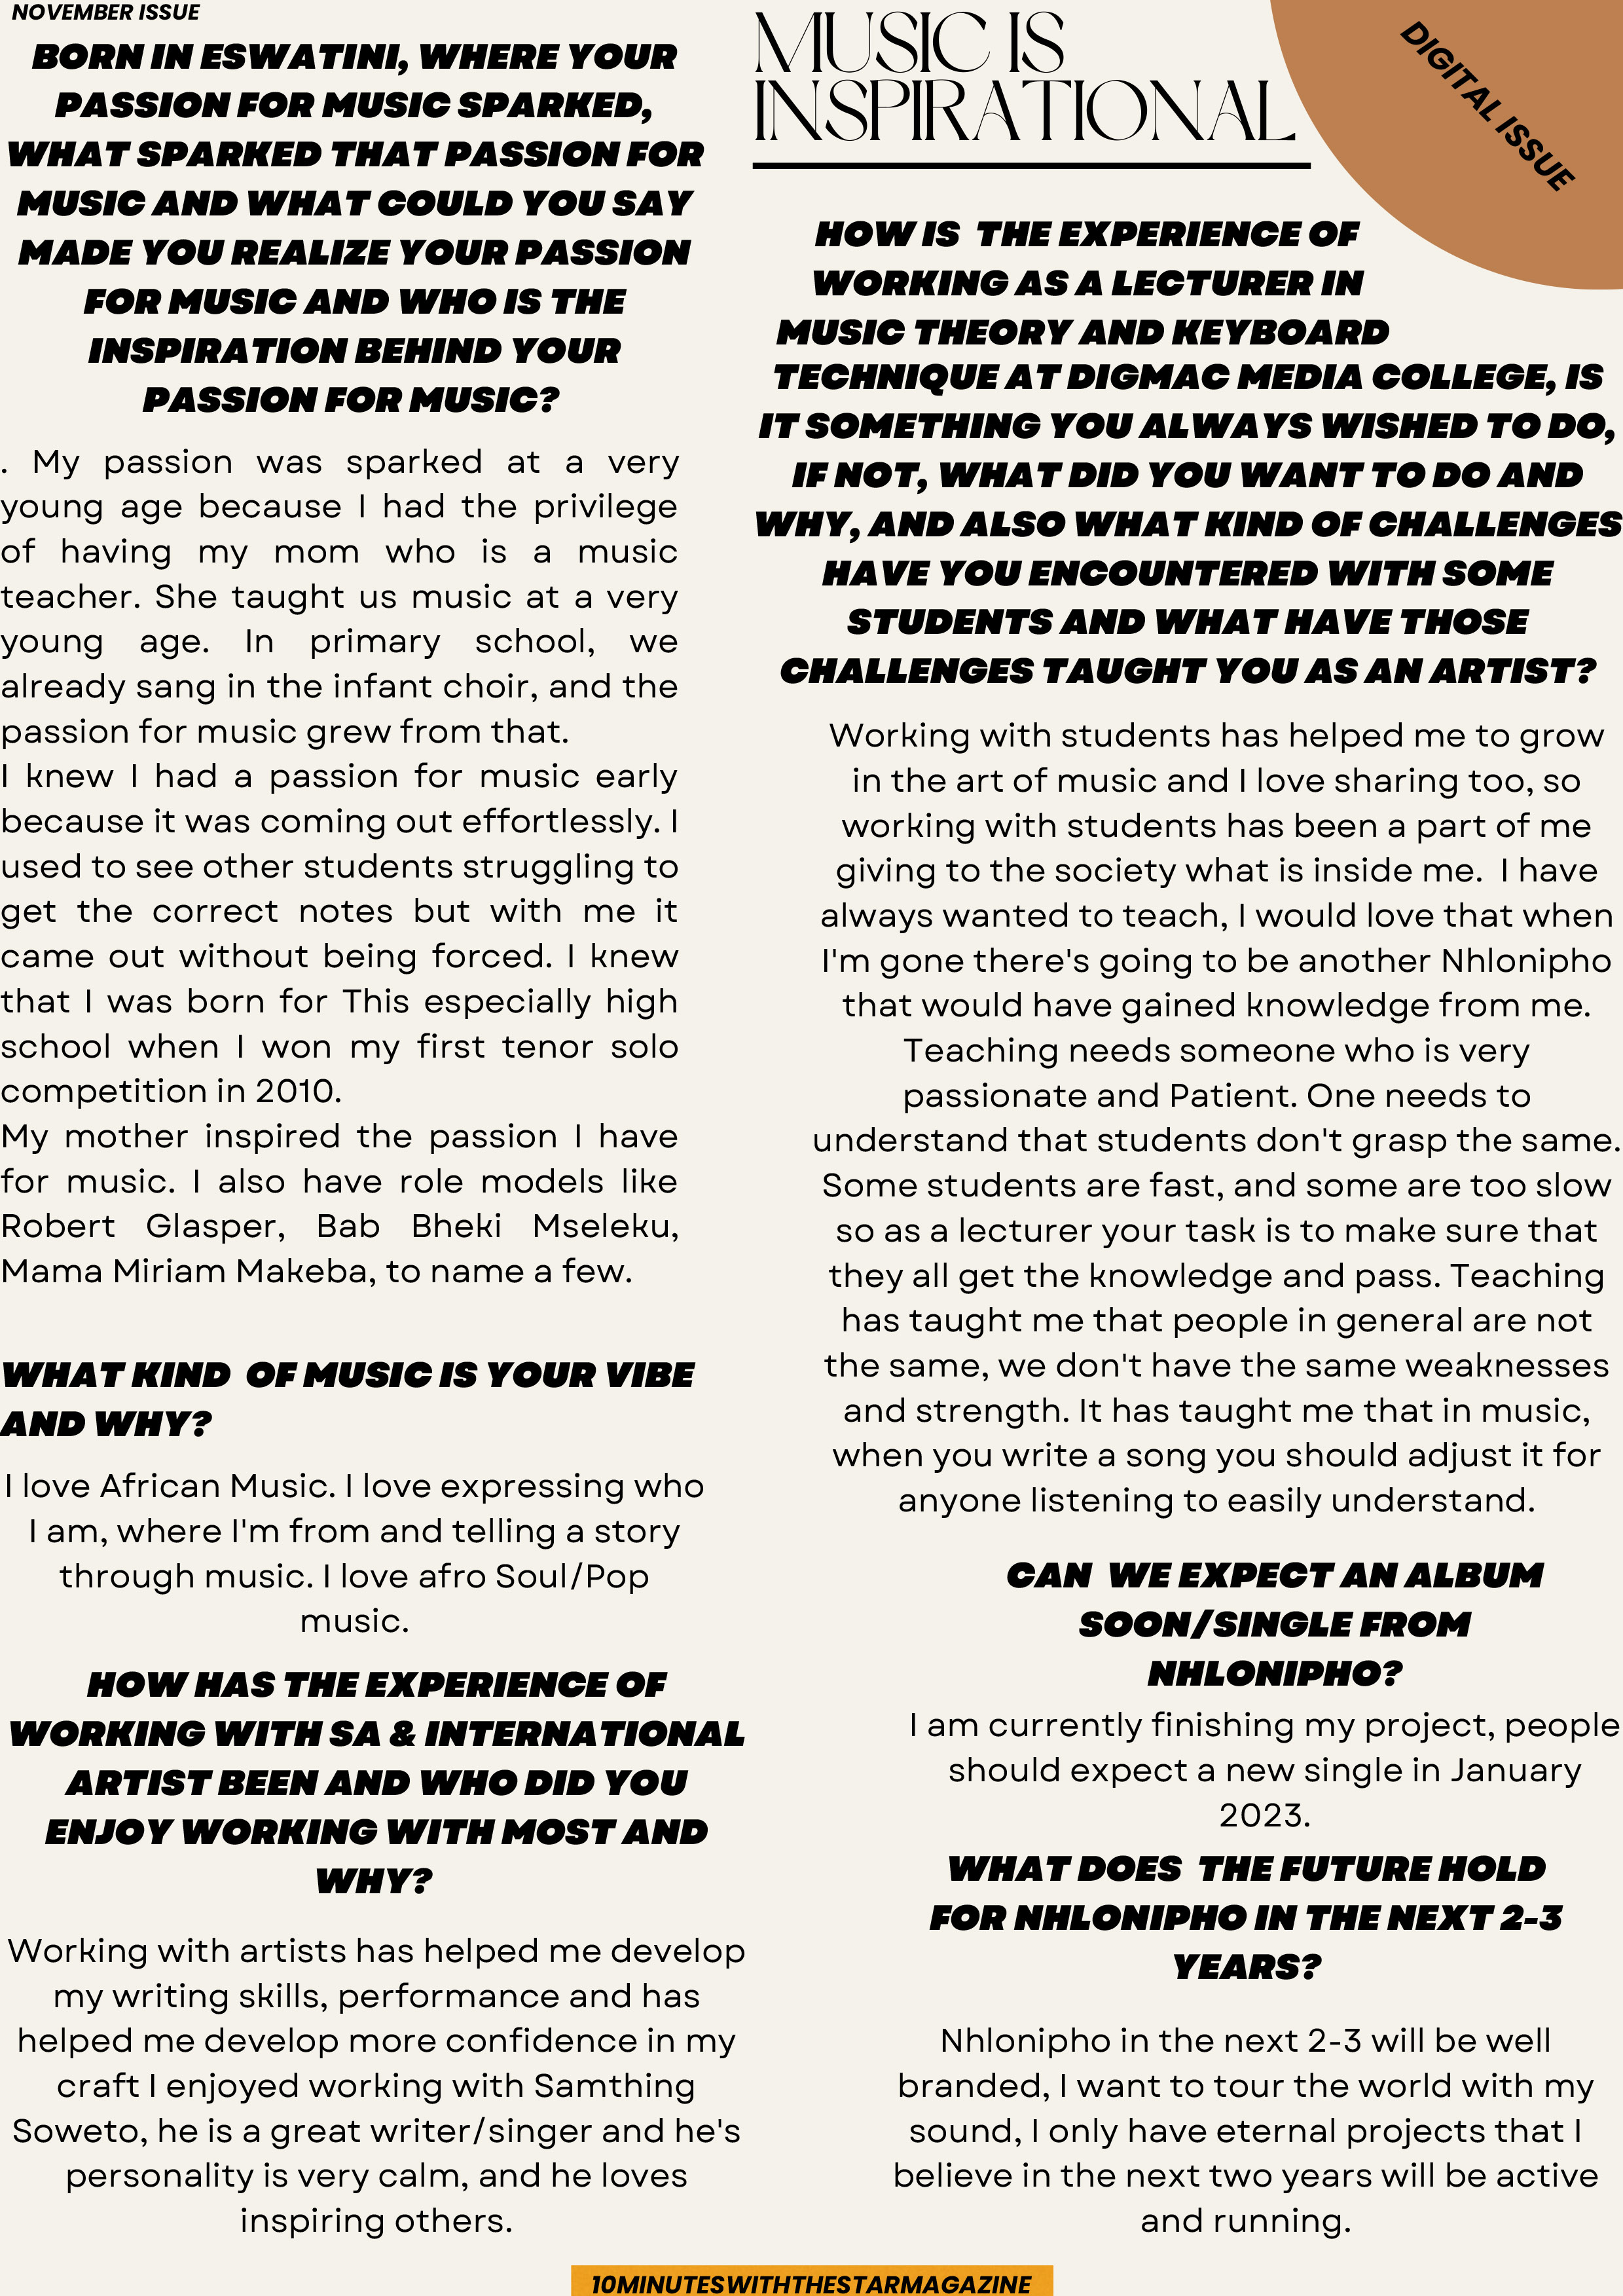 NOVEMBER ISSUE
BORN IN ESWATINI, WHERE YOUR
PASSION FOR MUSIC SPARKED,
WHAT SPARKED THAT PASSION FOR
MUSIC AND WHAT COULD YOU SAY
MADE YOU REALIZE YOUR PASSION
FOR MUSIC AND WHO IS THE
INSPIRATION BEHIND YOUR
PASSION FOR MUSIC?
. My passion was sparked at a very
young age because I had the privilege
of having my mom who is a music
teacher. She taught us music at a very
young age. In primary school, we
already sang in the infant choir, and the
passion for music grew from that.
I knew I had a passion for music early
because it was coming out effortlessly. I
used to see other students struggling to
get the correct notes but with me it
came out without being forced. I knew
that I was born for This especially high
school when I won my first tenor solo
competition in 2010.
My mother inspired the passion I have
for music. I also have role models like
Robert Glasper, Bab Bheki Mseleku,
Mama Miriam Makeba, to name a few.
WHAT KIND OF MUSIC IS YOUR VIBE
AND WHY?
I love African Music. I love expressing who
I am, where I'm from and telling a story
through music. I love afro Soul/Pop
music.
HOW HAS THE EXPERIENCE OF
WORKING WITH SA & INTERNATIONAL
ARTIST BEEN AND WHO DID YOU
ENJOY WORKING WITH MOST AND
WHY?
Working with artists has helped me develop
my writing skills, performance and has
helped me develop more confidence in my
craft I enjoyed working with Samthing
Soweto, he is a great writer/singer and he's
personality is very calm, and he loves
inspiring others.
MUSIC IS
INSPIRATIONAL
DIGITAL ISSUE
HOW IS THE EXPERIENCE OF
WORKING AS A LECTURER IN
MUSIC THEORY AND KEYBOARD
TECHNIQUE AT DIGMAC MEDIA COLLEGE, IS
IT SOMETHING YOU ALWAYS WISHED TO DO,
IF NOT, WHAT DID YOU WANT TO DO AND
WHY, AND ALSO WHAT KIND OF CHALLENGES
HAVE YOU ENCOUNTERED WITH SOME
STUDENTS AND WHAT HAVE THOSE
CHALLENGES TAUGHT YOU AS AN ARTIST?
Working with students has helped me to grow
in the art of music and I love sharing too, so
working with students has been a part of me
giving to the society what is inside me. I have
always wanted to teach, I would love that when
I'm gone there's going to be another Nhlonipho
that would have gained knowledge from me.
Teaching needs someone who is very
passionate and Patient. One needs to
understand that students don't grasp the same.
Some students are fast, and some are too slow
so as a lecturer your task is to make sure that
they all get the knowledge and pass. Teaching
has taught me that people in general are not
the same, we don't have the same weaknesses
and strength. It has taught me that in music,
when you write a song you should adjust it for
anyone listening to easily understand.
CAN WE EXPECT AN ALBUM
SOON/SINGLE FROM
NHLONIPHO?
I am currently finishing my project, people
should expect a new single in January
2023.
WHAT DOES THE FUTURE HOLD
FOR NHLONIPHO IN THE NEXT 2-3
YEARS?
Nhlonipho in the next 2-3 will be well
branded, I want to tour the world with my
sound, I only have eternal projects that I
believe in the next two years will be active
and running.
10MINUTESWITHTHESTARMAGAZINE